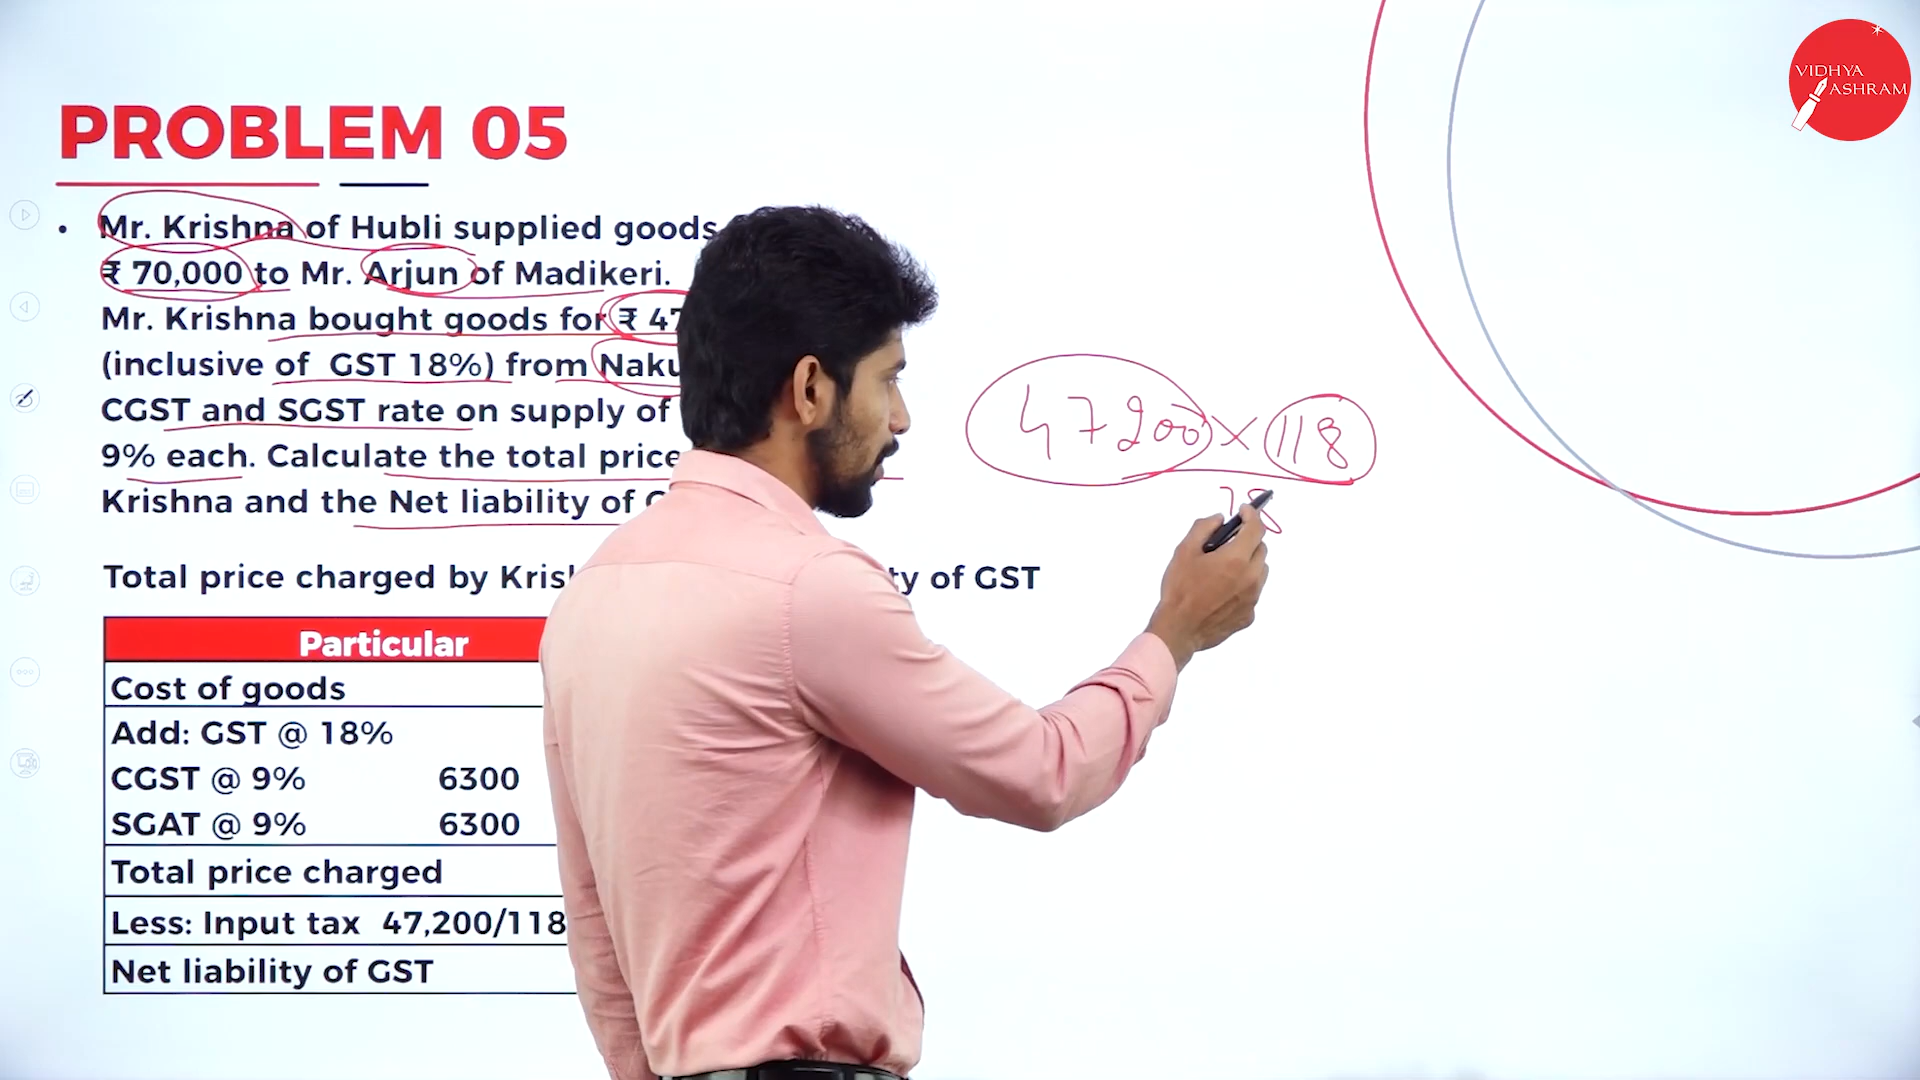 VIDHYA
ASHRAM
PROBLEM 05
• Mr. Krishna of Hubli supplied goods
₹ 70,000 to Mr. Arjun of Madikeri.
Mr. Krishna bought goods for ₹ 47
(inclusive of GST 18%) from Naku
CGST and SGST rate on supply of
9% each. Calculate the total price
Krishna and the Net liability of
47200 × 118
18
Total price charged by Kris ty of GST
Particular
Cost of goods
Add: GST @ 18%
CGST @ 9% 6300
SGAT @ 9% 6300
Total price charged
Less: Input tax 47,200/118
Net liability of GST